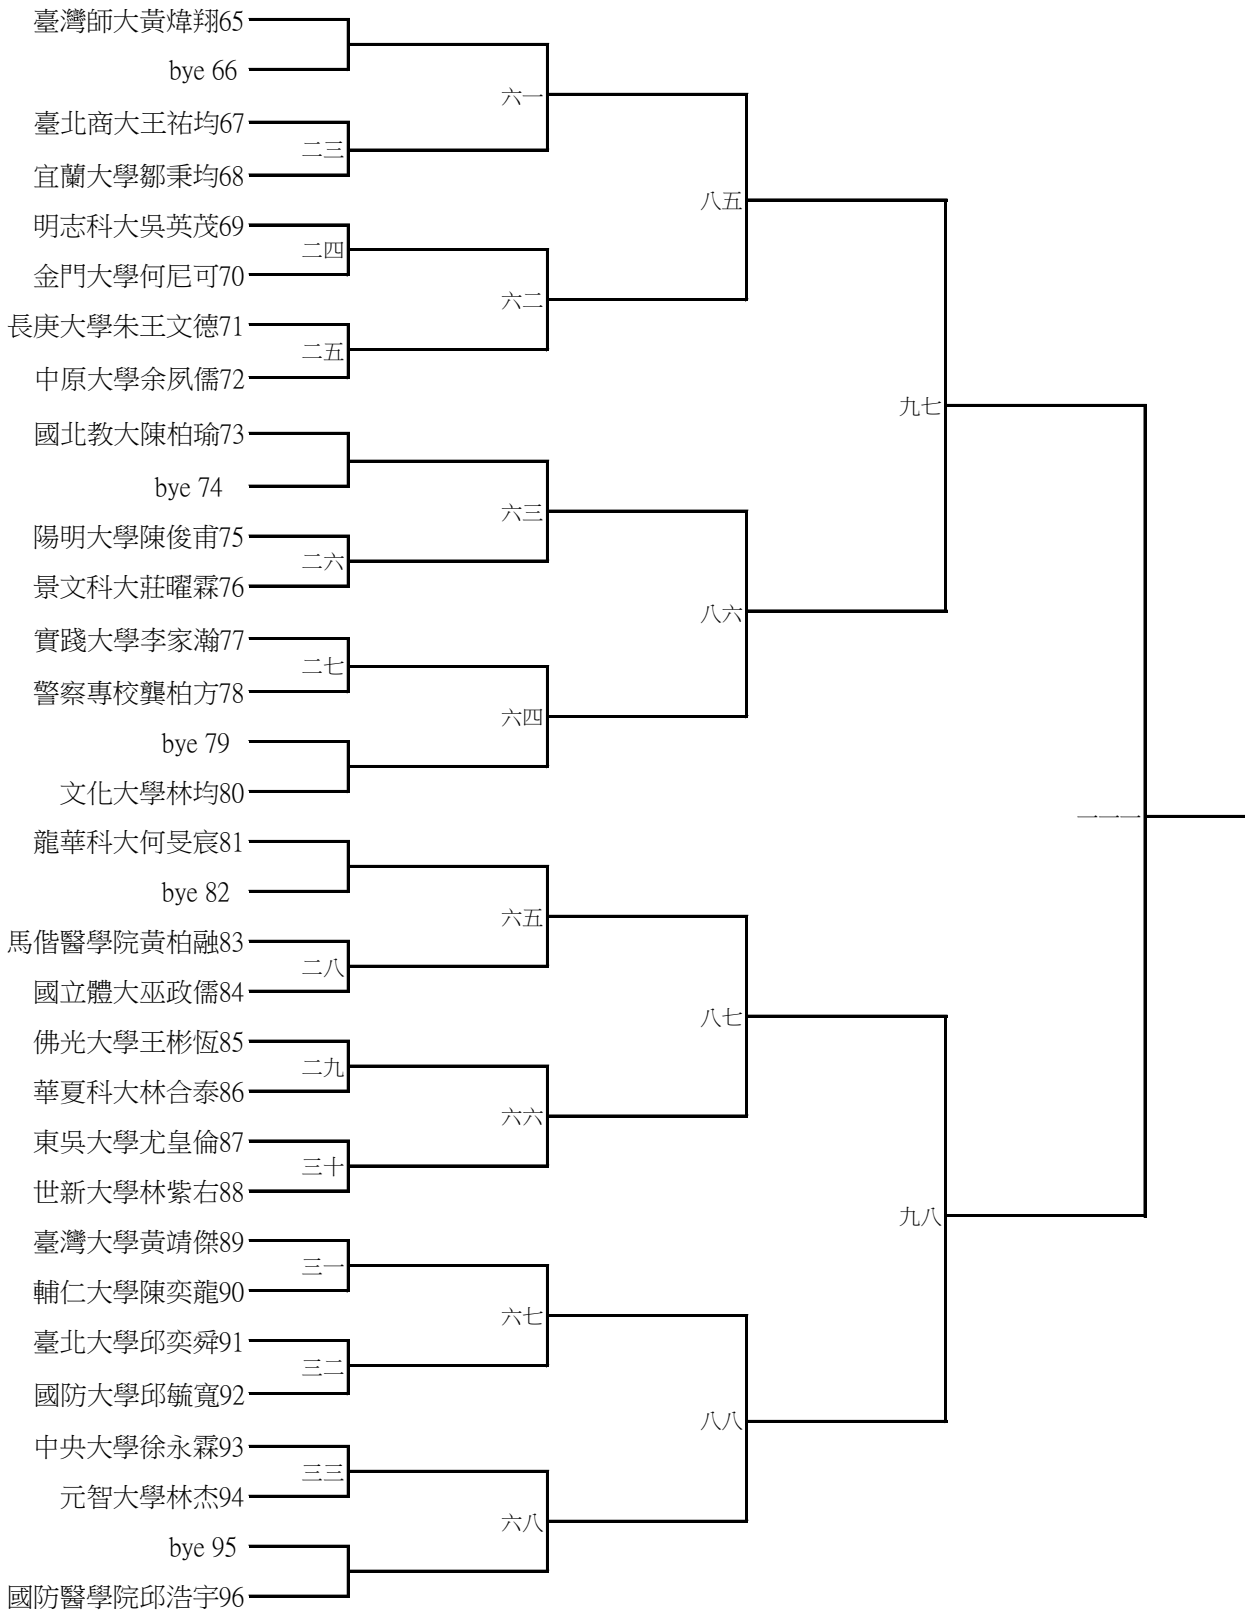 臺灣師大黃煒翔65
bye 66
六一
臺北商大王祐均67
二三
宜蘭大學鄒秉均68
八五
明志科大吳英茂69
二四
金門大學何尼可70
六二
長庚大學朱王文德71
二五
中原大學余夙儒72
九七
國北教大陳柏瑜73
bye 74
六三
陽明大學陳俊甫75
二六
景文科大莊曜霖76
八六
實踐大學李家瀚77
二七
警察專校龔柏方78
六四
bye 79
文化大學林均80
一一一
龍華科大何旻宸81
bye 82
六五
馬偕醫學院黃柏融83
二八
國立體大巫政儒84
八七
佛光大學王彬恆85
二九
華夏科大林合泰86
六六
東吳大學尤皇倫87
三十
世新大學林紫右88
九八
臺灣大學黃靖傑89
三一
輔仁大學陳奕龍90
六七
臺北大學邱奕舜91
三二
國防大學邱毓寬92
八八
中央大學徐永霖93
三三
元智大學林杰94
六八
bye 95
國防醫學院邱浩宇96